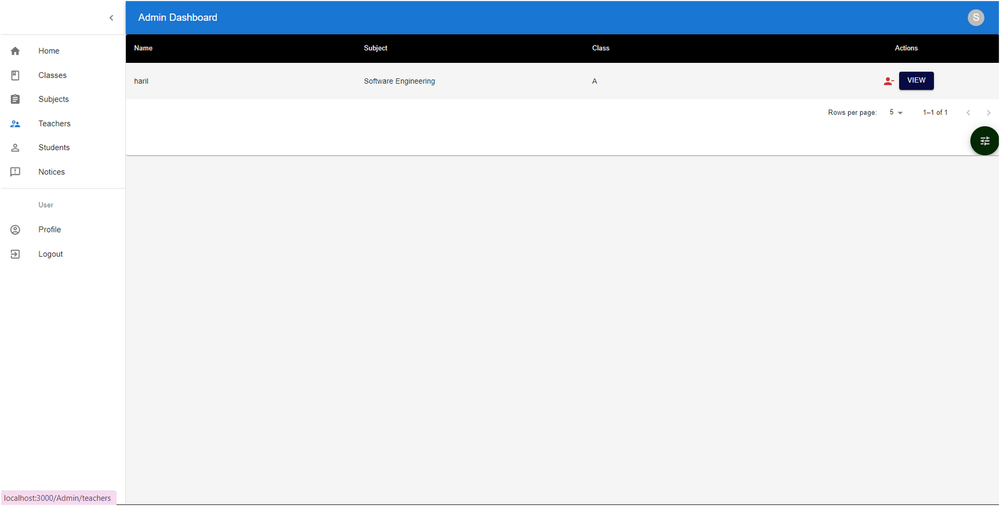 Admin Dashboard
S
Home
Classes
Subjects
Teachers
Students
Notices
User
Profile
Logout
Name Subject Class Actions
haril Software Engineering A VIEW
Rows per page: 5 1–1 of 1
localhost:3000/Admin/teachers